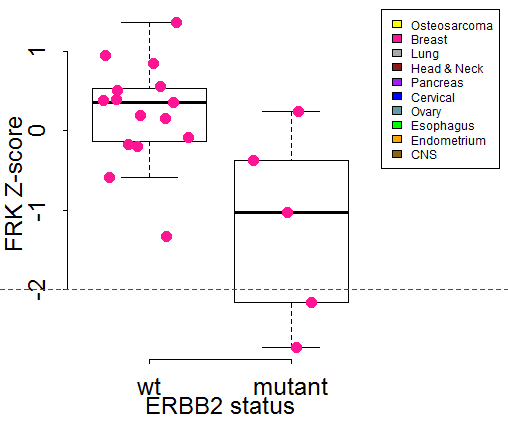 Osteosarcoma
Breast
Lung
Head & Neck
Pancreas
Cervical
Ovary
Esophagus
Endometrium
CNS
FRK Z-score
1
0
-1
-2
wt mutant
ERBB2 status